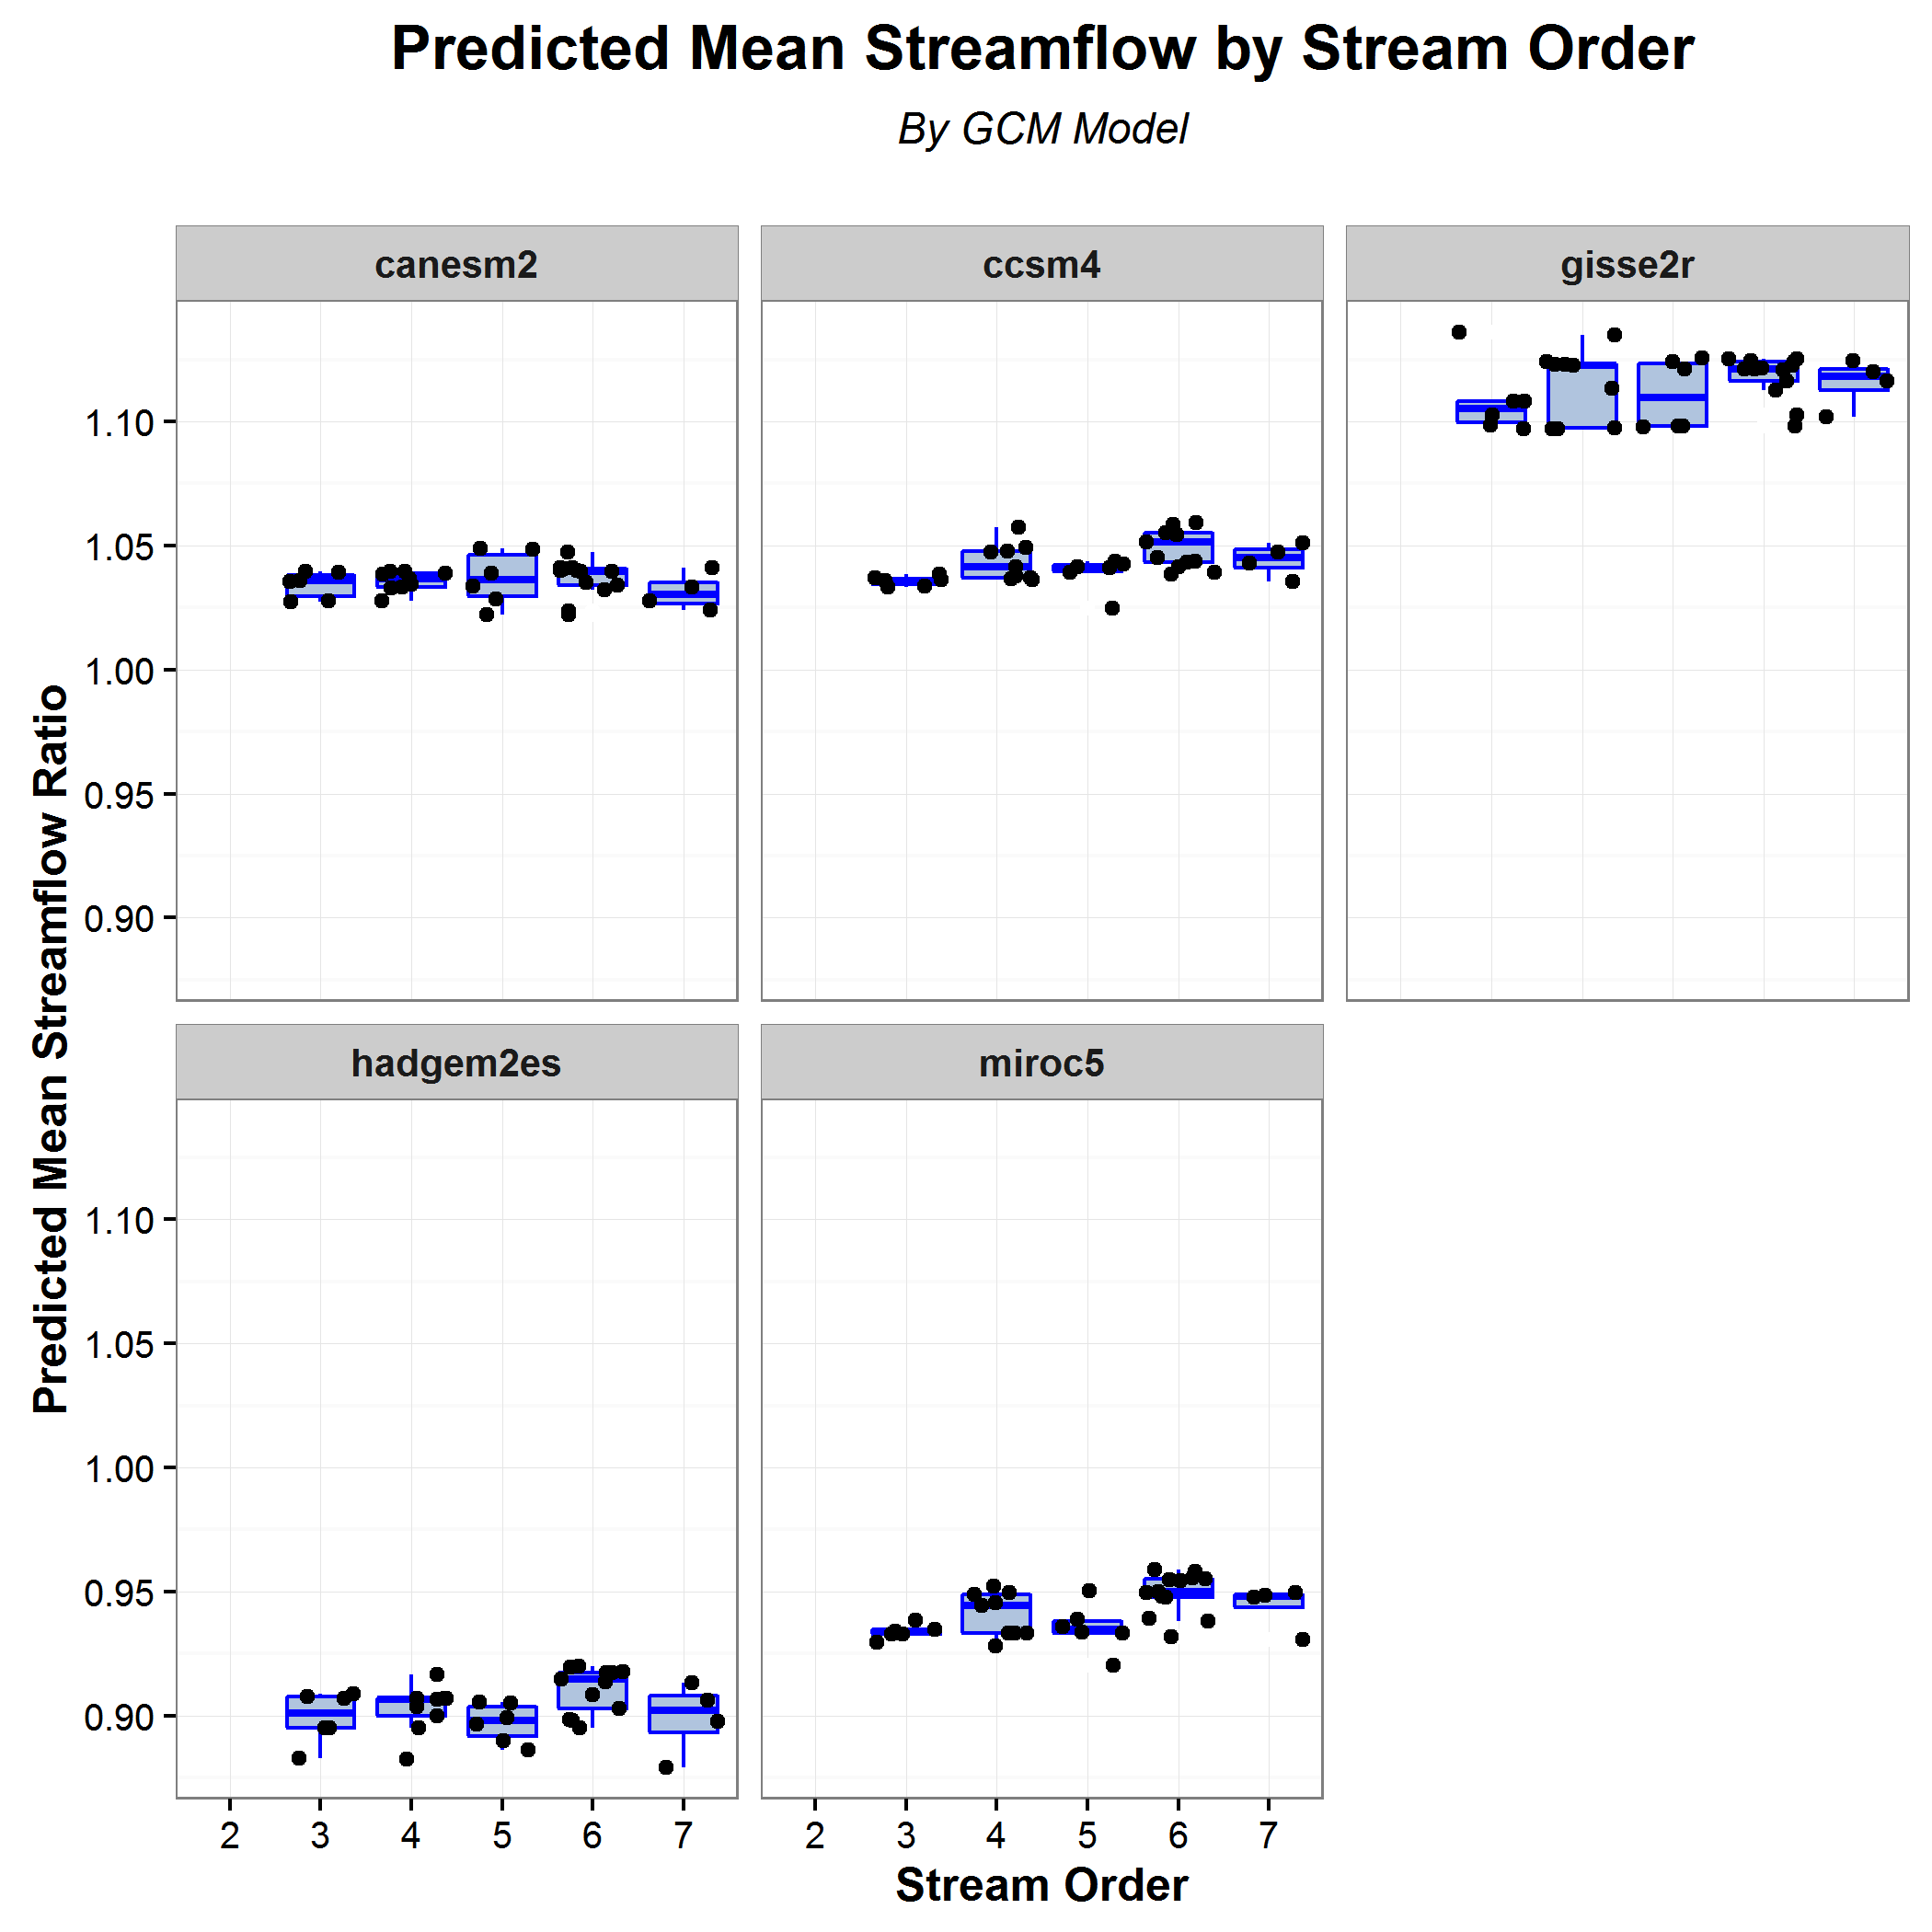 Predicted Mean Streamflow by Stream Order
By GCM Model
canesm2
ccsm4
gisse2r
1.10
1.05
1.00
0.95
0.90
Predicted Mean Streamflow Ratio
hadgem2es
miroc5
1.10
1.05
1.00
0.95
0.90
2 3 4 5 6 7
2 3 4 5 6 7
Stream Order